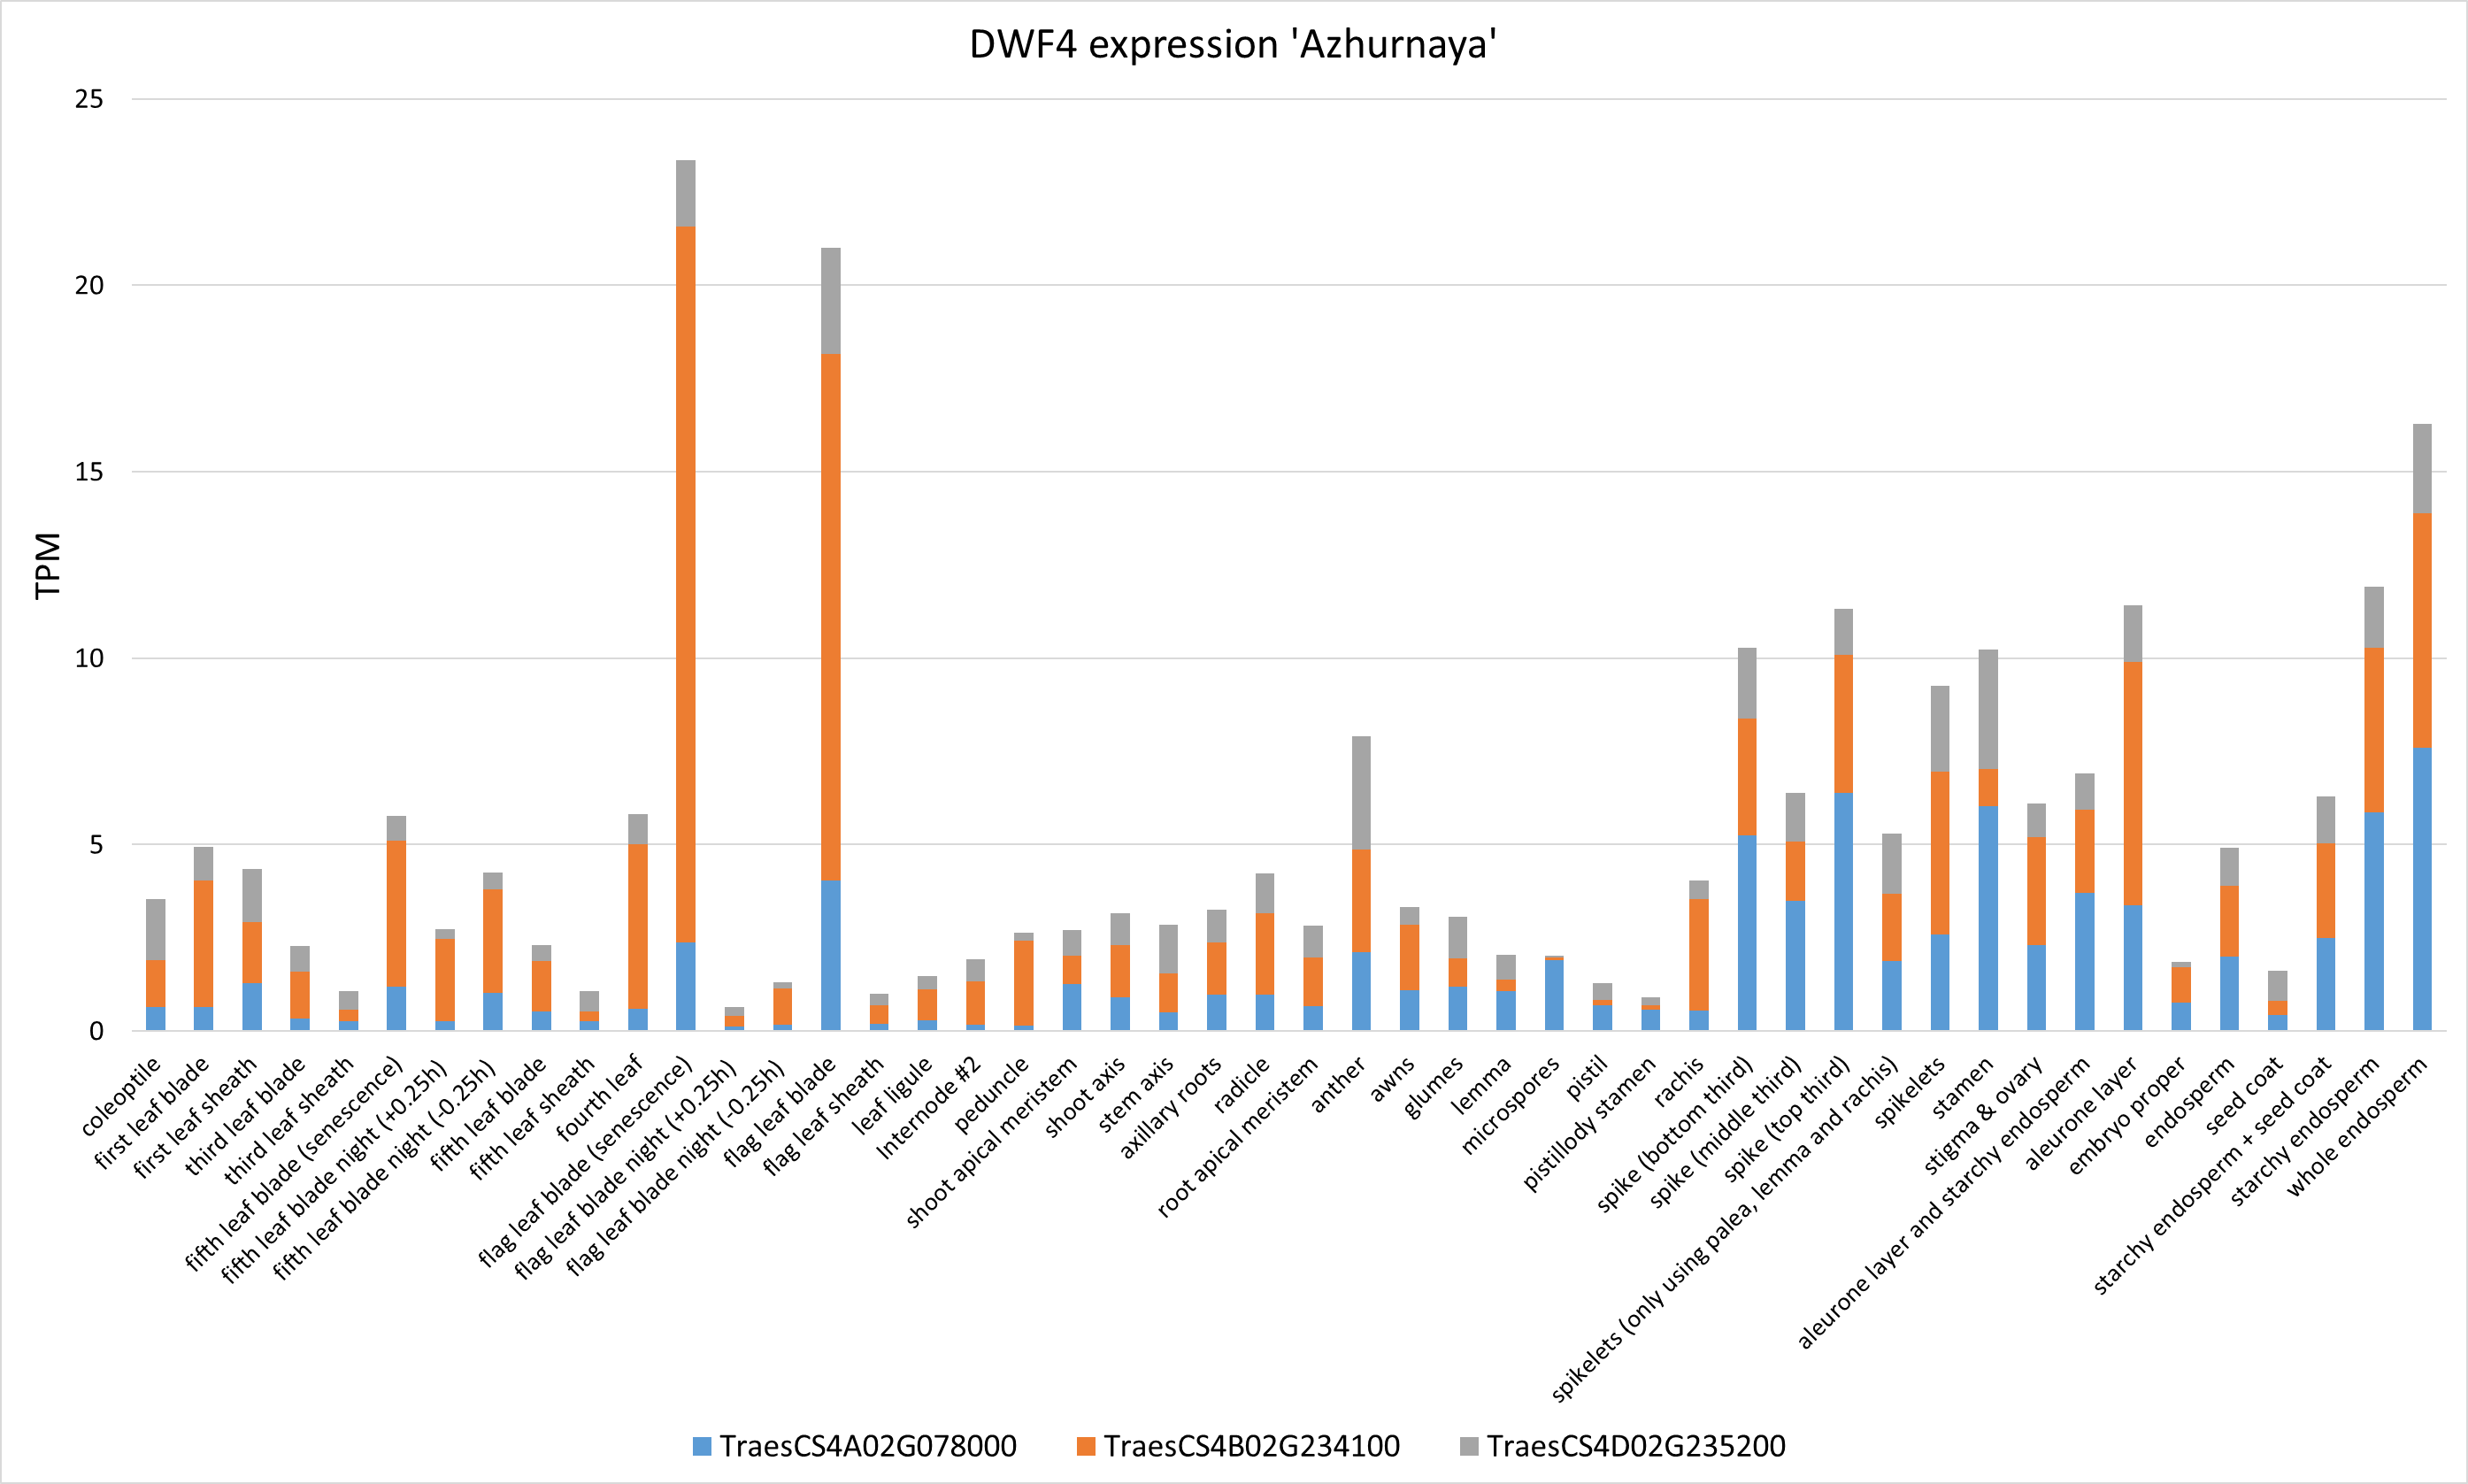 DWF4 expression 'Azhurnaya'
25
20
15
10
5
0
TPM
coleoptile
first leaf blade
first leaf sheath
third leaf blade
third leaf sheath
fifth leaf blade (senescence)
fifth leaf blade night (+0.25h)
fifth leaf blade night (-0.25h)
fifth leaf blade
fifth leaf sheath
fourth leaf
flag leaf blade (senescence)
flag leaf blade night (+0.25h)
flag leaf blade night (-0.25h)
flag leaf blade
flag leaf sheath
leaf ligule
Internode #2
peduncle
shoot apical meristem
shoot axis
stem axis
axillary roots
radicle
root apical meristem
anther
awns
glumes
lemma
microspores
pistil
pistillody stamen
rachis
spike (bottom third)
spike (middle third)
spike (top third)
spikelets (only using palea, lemma and rachis)
spikelets
stamen
stigma & ovary
aleurone layer and starchy endosperm
aleurone layer
embryo proper
endosperm
seed coat
starchy endosperm + seed coat
starchy endosperm
whole endosperm
TraesCS4A02G078000
TraesCS4B02G234100
TraesCS4D02G235200